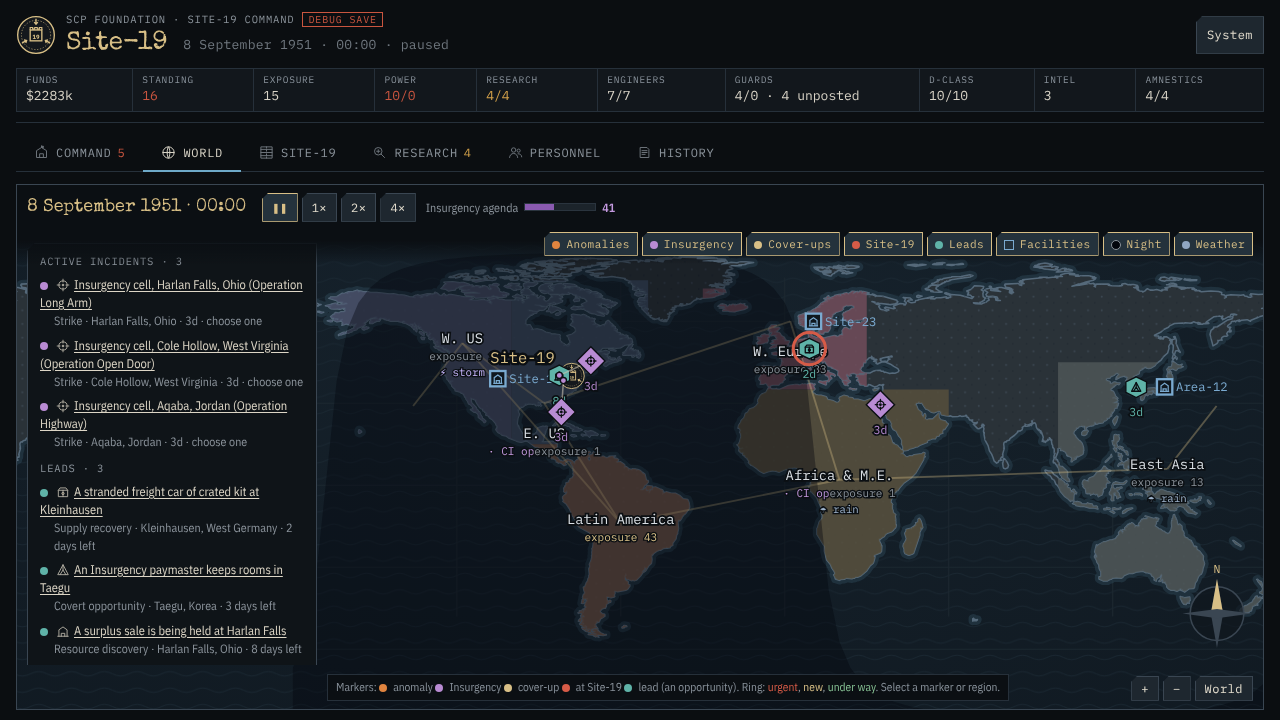 SCP FOUNDATION · SITE-19 COMMAND DEBUG SAVE
Site-19 8 September 1951 · 00:00 · paused
System
FUNDS STANDING EXPOSURE POWER RESEARCH ENGINEERS GUARDS D-CLASS INTEL AMNESTICS
$2283k 16 15 10/0 4/4 7/7 4/0 · 4 unposted 10/10 3 4/4
COMMAND 5 WORLD SITE-19 RESEARCH 4 PERSONNEL HISTORY
8 September 1951 · 00:00 1× 2× 4× Insurgency agenda 41
Anomalies Insurgency Cover-ups Site-19 Leads Facilities Night Weather
ACTIVE INCIDENTS · 3
Insurgency cell, Harlan Falls, Ohio (Operation
Long Arm)
Strike · Harlan Falls, Ohio · 3d · choose one
Insurgency cell, Cole Hollow, West Virginia
(Operation Open Door)
Strike · Cole Hollow, West Virginia · 3d · choose one
Insurgency cell, Aqaba, Jordan (Operation
Highway)
Strike · Aqaba, Jordan · 3d · choose one
LEADS · 3
A stranded freight car of crated kit at
Kleinhausen
Supply recovery · Kleinhausen, West Germany · 2
days left
An Insurgency paymaster keeps rooms in
Taegu
Covert opportunity · Taegu, Korea · 3 days left
A surplus sale is being held at Harlan Falls
Resource discovery · Harlan Falls, Ohio · 8 days left
W. US
exposure
storm
Site-19
3d
E. US
3d
· CI op exposure 1
Latin America
exposure 43
Site-23
W. Europe
exposure 33
2d
3d
Africa & M.E.
· CI op exposure 1
rain
Area-12
3d
East Asia
exposure 13
rain
N
Markers: anomaly Insurgency cover-up at Site-19 lead (an opportunity). Ring: urgent, new, under way. Select a marker or region.
+ − World